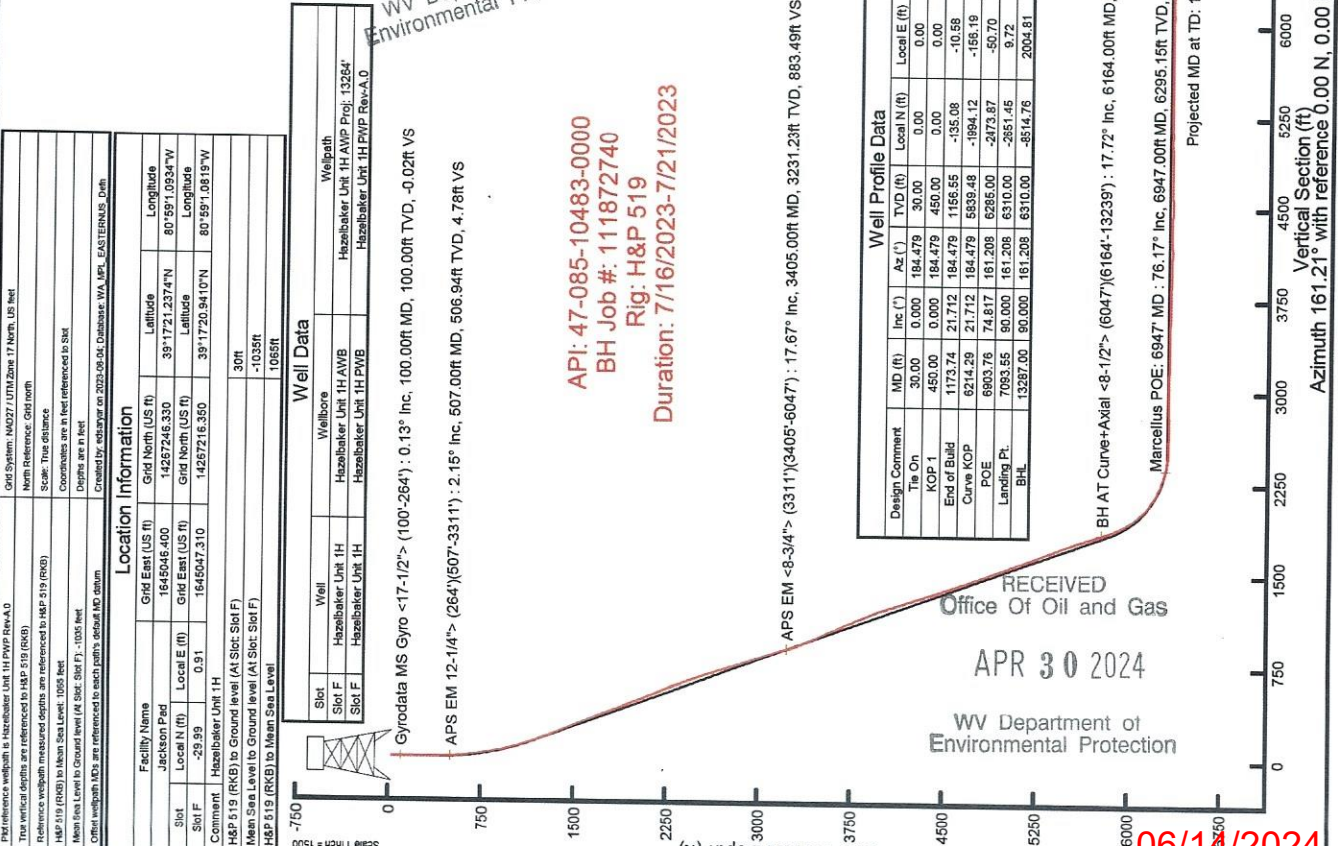 Plot reference wellpath is Hazelbaker Unit 1H PWP Rev-A.0
True vertical depths are referenced to H&P 519 (RKB)
Reference wellpath measured depths are referenced to H&P 519 (RKB)
H&P 519 (RKB) to Mean Sea Level: 1065 feet
Mean Sea Level to Ground level (At Slot: Slot F): -1035 feet
Offset wellpath MDs are referenced to each path's default MD datum
Grid System: NAD27 / UTM Zone 17 North, US feet
North Reference: Grid north
Scale: True distance
Coordinates are in feet referenced to Slot
Depths are in feet
Created by: edsaryar on 2023-08-04; Database: WA_MPL_EASTERNUS_Defn
Location Information
Facility Name Grid East (US ft) Grid North (US ft) Latitude Longitude
Jackson Pad 1645046.400 14267246.330 39°17'21.2374"N 80°59'1.0934"W
Slot Local N (ft) Local E (ft) Grid East (US ft) Grid North (US ft) Latitude Longitude
Slot F -29.99 0.91 1645047.310 14267216.350 39°17'20.9410"N 80°59'1.0819"W
Comment Hazelbaker Unit 1H
H&P 519 (RKB) to Ground level (At Slot: Slot F) 30ft
Mean Sea Level to Ground level (At Slot: Slot F) -1035ft
H&P 519 (RKB) to Mean Sea Level 1065ft
Well Data
Slot Well Wellbore Wellpath
Slot F Hazelbaker Unit 1H Hazelbaker Unit 1H AWB Hazelbaker Unit 1H AWP Proj: 13264'
Slot F Hazelbaker Unit 1H Hazelbaker Unit 1H PWB Hazelbaker Unit 1H PWP Rev-A.0
WV
Environmental
Gyrodata MS Gyro <17-1/2"> (100'-264') : 0.13° Inc, 100.00ft MD, 100.00ft TVD, -0.02ft VS
APS EM 12-1/4"> (264')(507'-3311') : 2.15° Inc, 507.00ft MD, 506.94ft TVD, 4.78ft VS
API: 47-085-10483-0000
BH Job #: 111872740
Rig: H&P 519
Duration: 7/16/2023-7/21/2023
APS EM <8-3/4"> (3311')(3405'-6047') : 17.67° Inc, 3405.00ft MD, 3231.23ft TVD, 883.49ft VS
Well Profile Data
Design Comment MD (ft) Inc (°) Az (°) TVD (ft) Local N (ft) Local E (ft)
Tie On 30.00 0.000 184.479 30.00 0.00 0.00
KOP 1 450.00 0.000 184.479 450.00 0.00 0.00
End of Build 1173.74 21.712 184.479 1156.55 -135.08 -10.58
Curve KOP 6214.29 21.712 184.479 5839.48 -1994.12 -156.19
POE 6903.76 74.817 161.208 6286.00 -2473.87 -50.70
Landing Pt. 7093.55 90.000 161.208 6310.00 -2651.45 9.72
BHL 13287.00 90.000 161.208 6310.00 -8514.76 2004.81
BH AT Curve+Axial <8-1/2"> (6047')(6164'-13239') : 17.72° Inc, 6164.00ft MD,
Marcellus POE; 6947' MD : 76.17° Inc, 6947.00ft MD, 6295.15ft TVD,
Projected MD at TD: 1
RECEIVED
Office Of Oil and Gas
APR 30 2024
WV Department of
Environmental Protection
-750
0
750
1500
2250
3000
3750
4500
5250
6000
6750
0 750 1500 2250 3000 3750 4500 5250 6000
Vertical Section (ft)
Azimuth 161.21° with reference 0.00 N, 0.00
06/14/2024